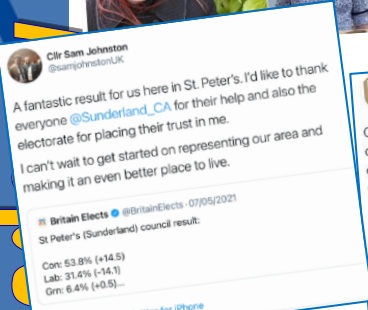 Cllr Sam Johnston
@samjohnstonUK
A fantastic result for us here in St. Peter's. I'd like to thank
everyone @Sunderland_CA for their help and also the
electorate for placing their trust in me.
I can't wait to get started on representing our area and
making it an even better place to live.
Britain Elects @BritainElects · 07/05/2021
St Peter's (Sunderland) council result:
Con: 53.8% (+14.5)
Lab: 31.4% (-14.1)
Grn: 6.4% (+0.5)...
for iPhone